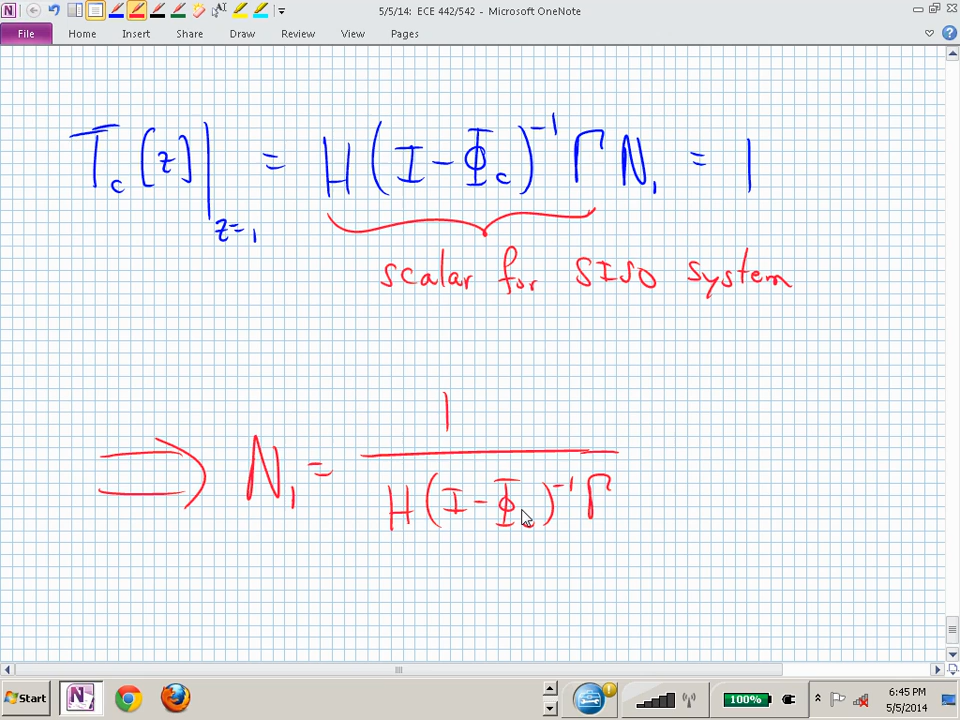 5/5/14: ECE 442/542 - Microsoft OneNote
File Home Insert Share Draw Review View Pages
T_c[z]|_{z=1} = H(I-Φ_c)^{-1} Γ N_1 = 1
scalar for SISO system
⇒ N_1 = 1 / H(I-Φ_c)^{-1} Γ
Start 100% 6:45 PM
5/5/2014